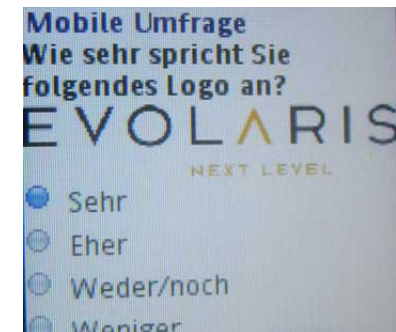 Mobile Umfrage
Wie sehr spricht Sie
folgendes Logo an?
EVOLARIS
NEXT LEVEL
Sehr
Eher
Weder/noch
Weniger